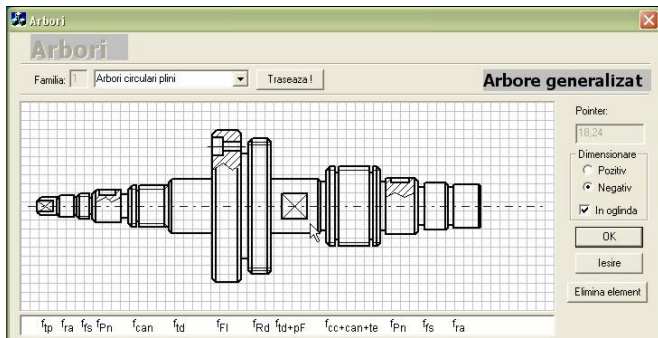 Arbori
Arbori
Familia: 1 Arbori circulari plini Traseaza !
Arbore generalizat
Pointer:
18,24
Dimensionare
Pozitiv
Negativ
In oglinda
OK
Iesire
Elimina element
ftp fra ffs fPn fcan ftd fFl fRd ftd+pF fcc+can+te fPn ffs fra